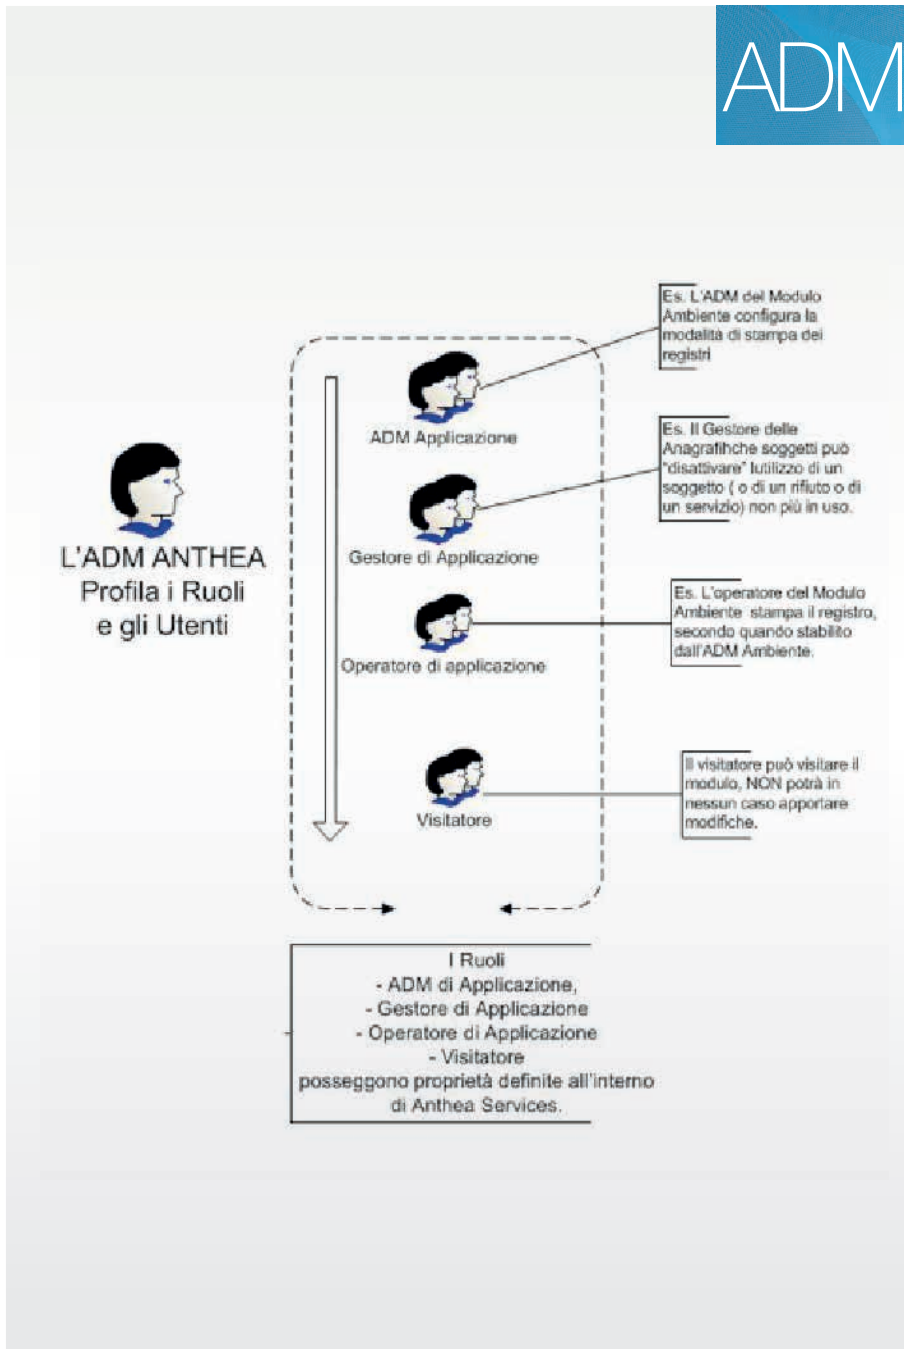 ADM
Es. L'ADM del Modulo
Ambiente configura la
modalità di stampa dei
registri
ADM Applicazione
Es. Il Gestore delle
Anagrafihche soggetti può
"disattivare" lutilizzo di un
soggetto ( o di un rifiuto o di
un servizio) non più in uso.
Gestore di Applicazione
L'ADM ANTHEA
Profila i Ruoli
e gli Utenti
Es. L'operatore del Modulo
Ambiente stampa il registro,
secondo quando stabilito
dall'ADM Ambiente.
Operatore di applicazione
Il visitatore può visitare il
modulo, NON potrà in
nessun caso apportare
modifiche.
Visitatore
I Ruoli
- ADM di Applicazione,
- Gestore di Applicazione
- Operatore di Applicazione
- Visitatore
posseggono proprietà definite all'interno
di Anthea Services.